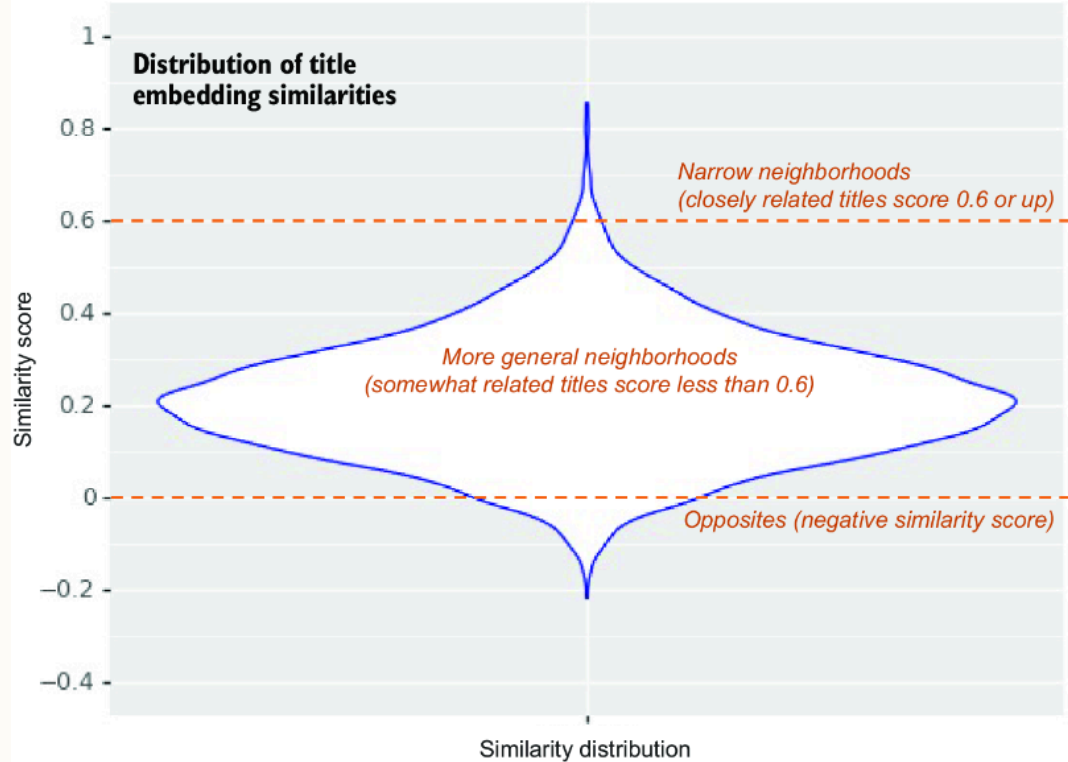 Distribution of title
embedding similarities
1
0.8
0.6
0.4
0.2
0
−0.2
−0.4
Similarity score
Narrow neighborhoods
(closely related titles score 0.6 or up)
More general neighborhoods
(somewhat related titles score less than 0.6)
Opposites (negative similarity score)
Similarity distribution